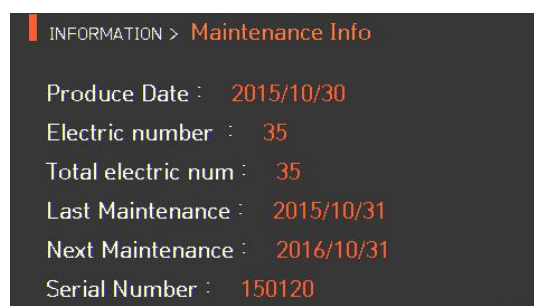 INFORMATION > Maintenance Info
Produce Date : 2015/10/30
Electric number : 35
Total electric num : 35
Last Maintenance : 2015/10/31
Next Maintenance : 2016/10/31
Serial Number : 150120